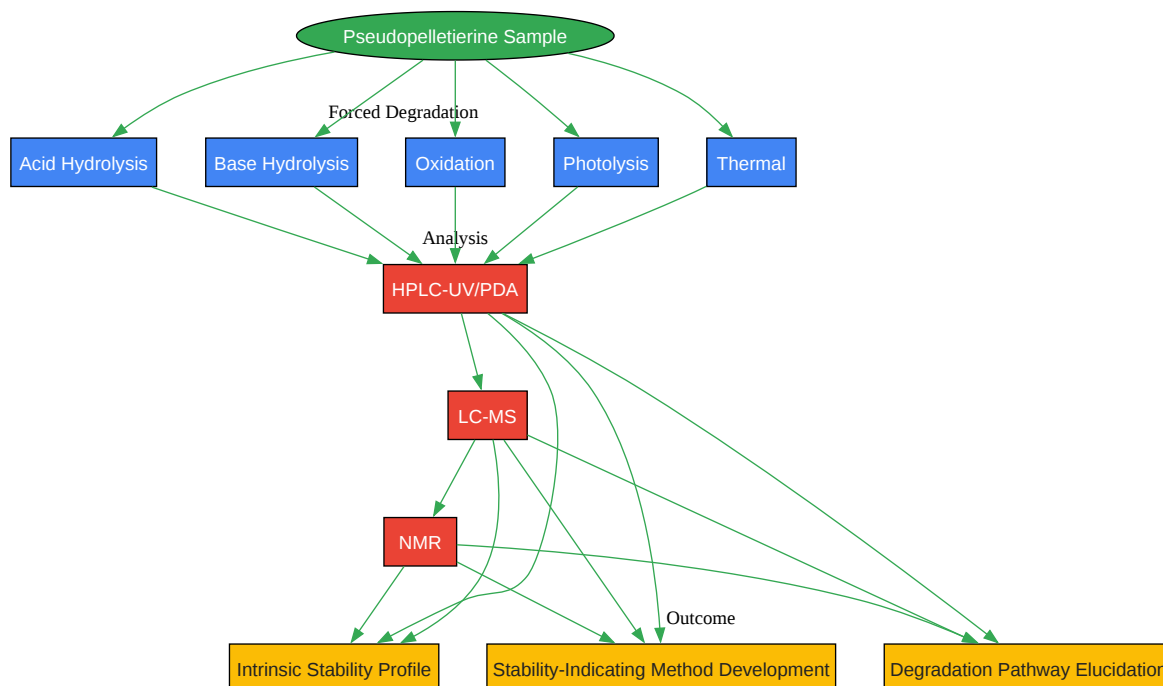 Pseudopelletierine Sample
Forced Degradation
Acid Hydrolysis
Base Hydrolysis
Oxidation
Photolysis
Thermal
Analysis
HPLC-UV/PDA
LC-MS
NMR
Outcome
Intrinsic Stability Profile
Stability-Indicating Method Development
Degradation Pathway Elucidation